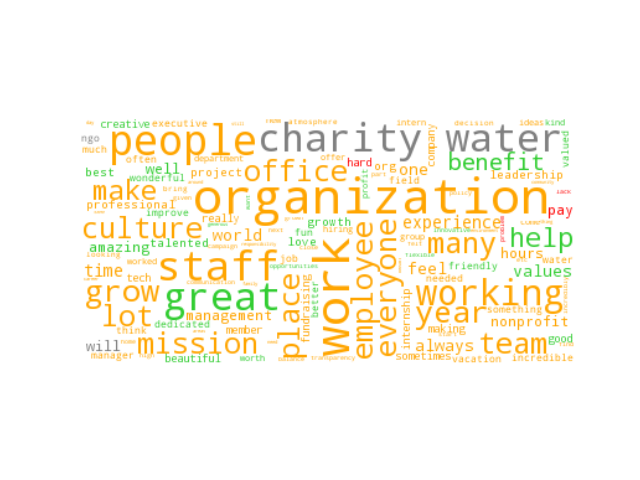 creative executive atmosphere intern decision ideas kind
ngo people charity water company valued
much often department offer hard org group one benefit
best well wonderful project office field leadership
make bring profit lack
professional organization experience pay
culture improve really growth many help
amazing talented world fun love hiring feel friendly hours water
time looking worked tech staff job opportunities everyone needed values
grow great place work employee working
lot management fundraising better internship year something nonprofit
dedicated member making
think mission always team good
will manager beautiful worth transparency sometimes vacation incredible